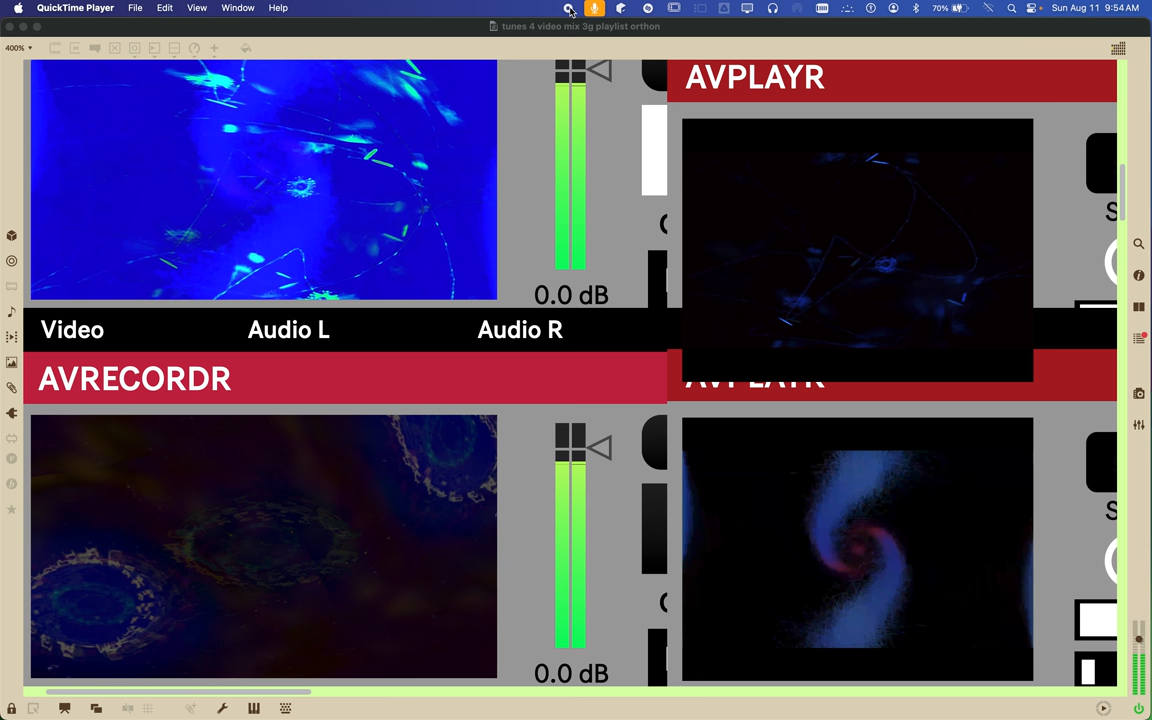 QuickTime Player File Edit View Window Help 70% Sun Aug 11 9:54 AM
tunes 4 video mix 3g playlist orthon
400%
AVPLAYR
S
0.0 dB
Video Audio L Audio R
AVRECORDR
AVPLAYR
S
0.0 dB